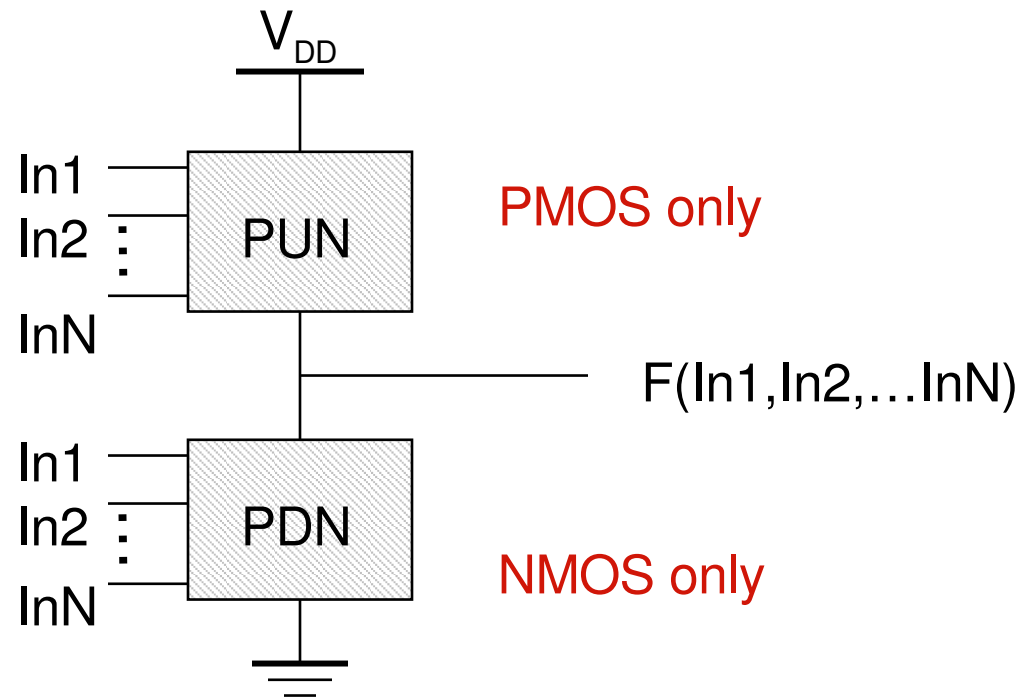 VDD
In1
In2
⋮
InN
PUN
PMOS only
F(In1,In2,…InN)
In1
In2
⋮
InN
PDN
NMOS only